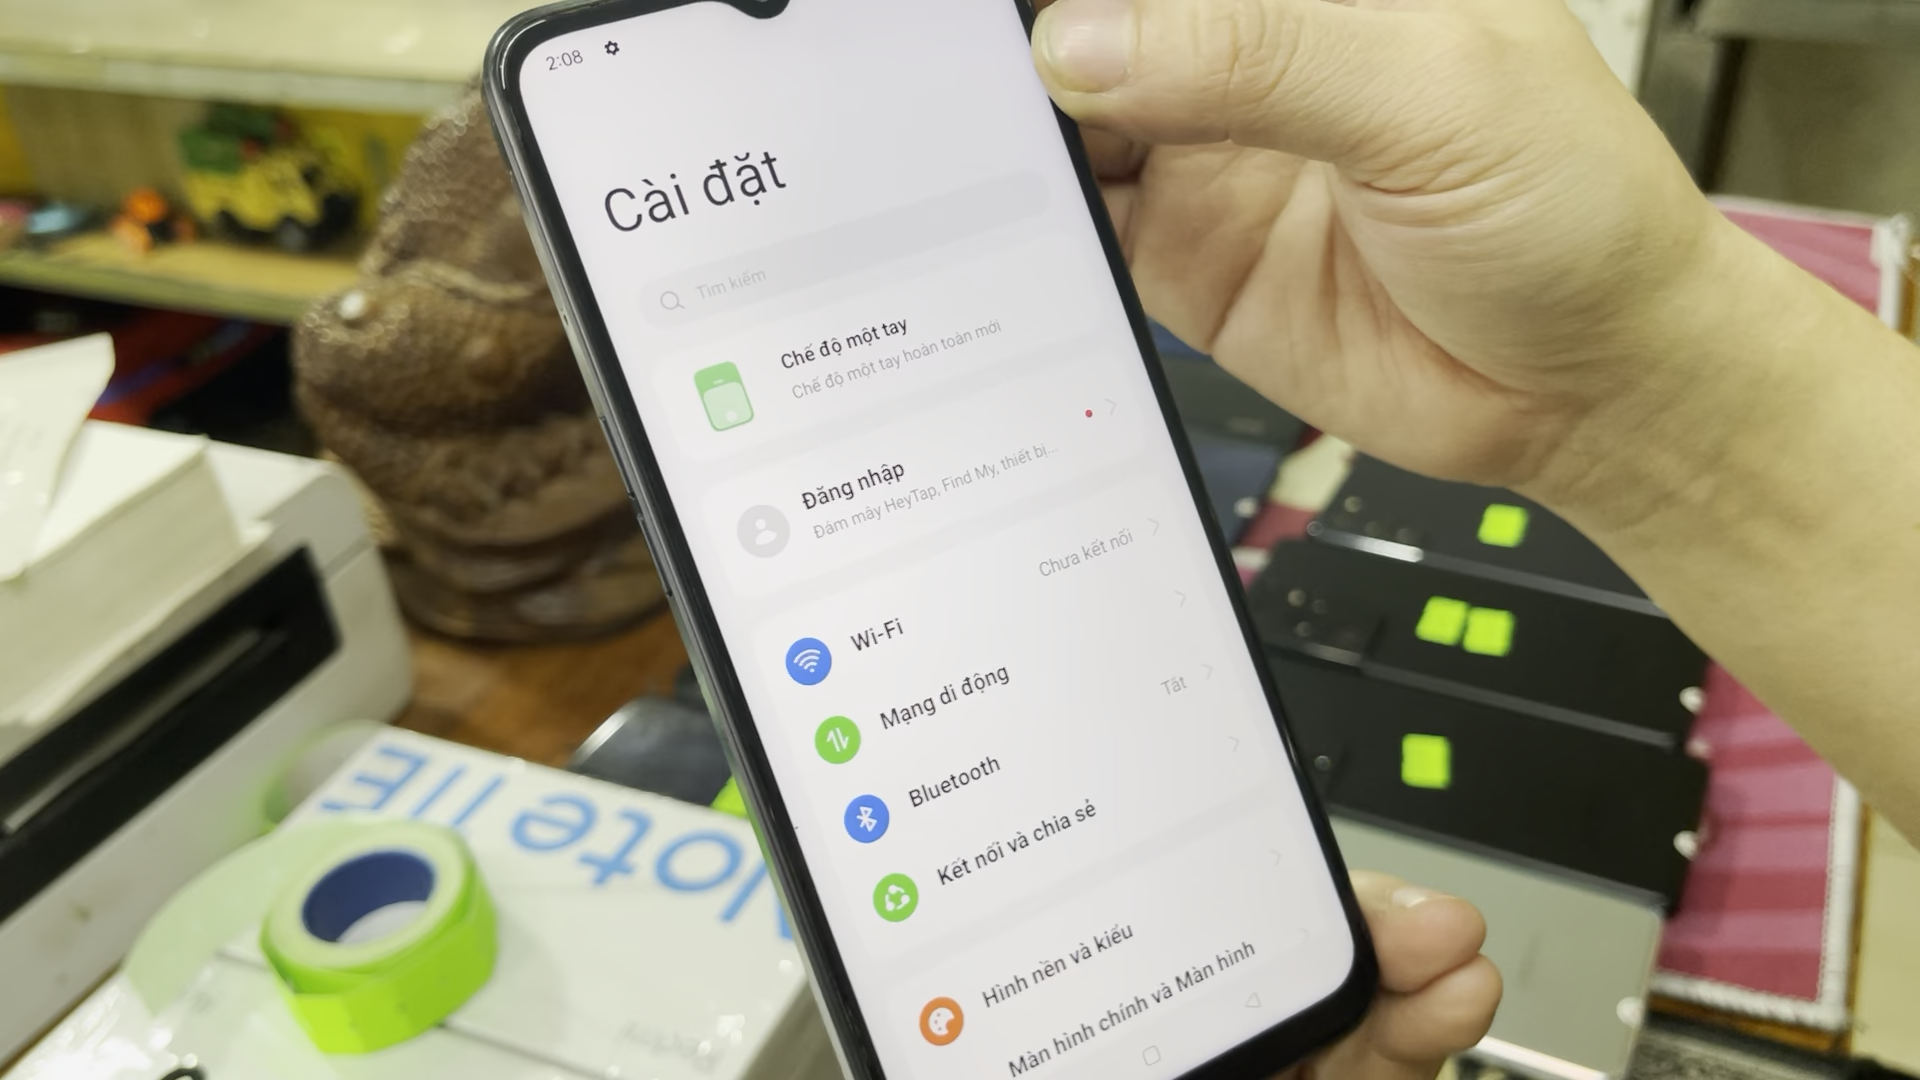 2:08
Cài đặt
Tìm kiếm
Chế độ một tay
Chế độ một tay hoàn toàn mới
Đăng nhập
Đám mây HeyTap, Find My, thiết bị...
Wi-Fi
Chưa kết nối
Mạng di động
Bluetooth
Tắt
Kết nối và chia sẻ
Hình nền và kiểu
Màn hình chính và Màn hình
Note 11E